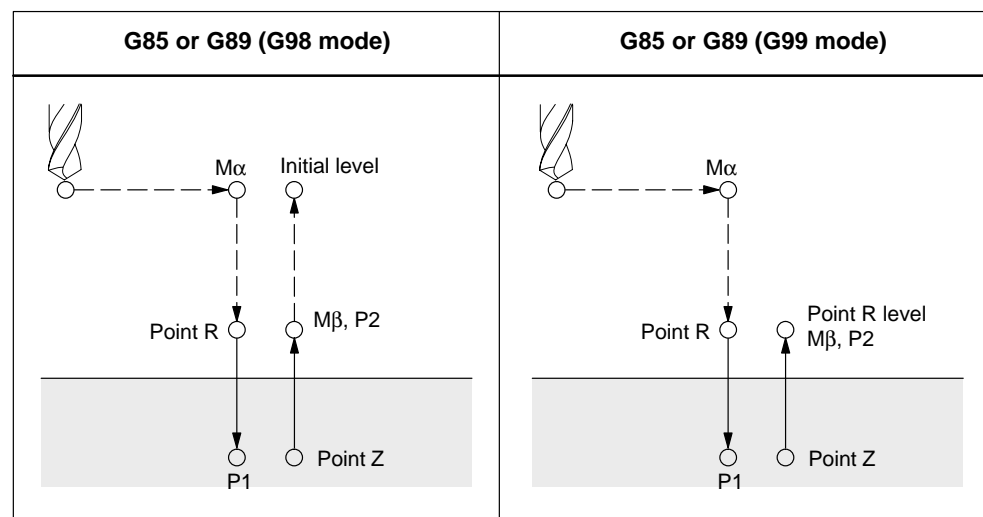 G85 or G89 (G98 mode)
Mα
Initial level
Point R
Mβ, P2
P1
Point Z
G85 or G89 (G99 mode)
Mα
Point R
Point R level
Mβ, P2
P1
Point Z